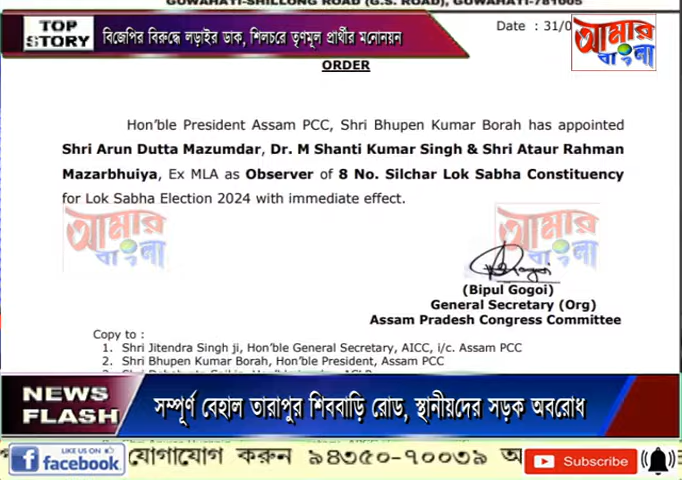 GUWAHATI-SHILLONG ROAD (G.S. ROAD), GUWAHATI-781005
Date : 31/0
TOP STORY
বিজেপির বিরুদ্ধে লড়াইর ডাক, শিলচরে তৃণমূল প্রার্থীর মনোনয়ন
আমার বাংলা
ORDER
Hon'ble President Assam PCC, Shri Bhupen Kumar Borah has appointed
Shri Arun Dutta Mazumdar, Dr. M Shanti Kumar Singh & Shri Ataur Rahman
Mazarbhuiya, Ex MLA as Observer of 8 No. Silchar Lok Sabha Constituency
for Lok Sabha Election 2024 with immediate effect.
আমার বাংলা
আমার বাংলা
(Bipul Gogoi)
General Secretary (Org)
Assam Pradesh Congress Committee
Copy to :
1. Shri Jitendra Singh ji, Hon'ble General Secretary, AICC, i/c. Assam PCC
2. Shri Bhupen Kumar Borah, Hon'ble President, Assam PCC
NEWS FLASH
সম্পূর্ণ বেহাল তারাপুর শিববাড়ি রোড, স্থানীয়দের সড়ক অবরোধ
LIKE US ON
facebook
যোগাযোগ করুন ৯৪৩৫০-৭০০৩৯
Subscribe